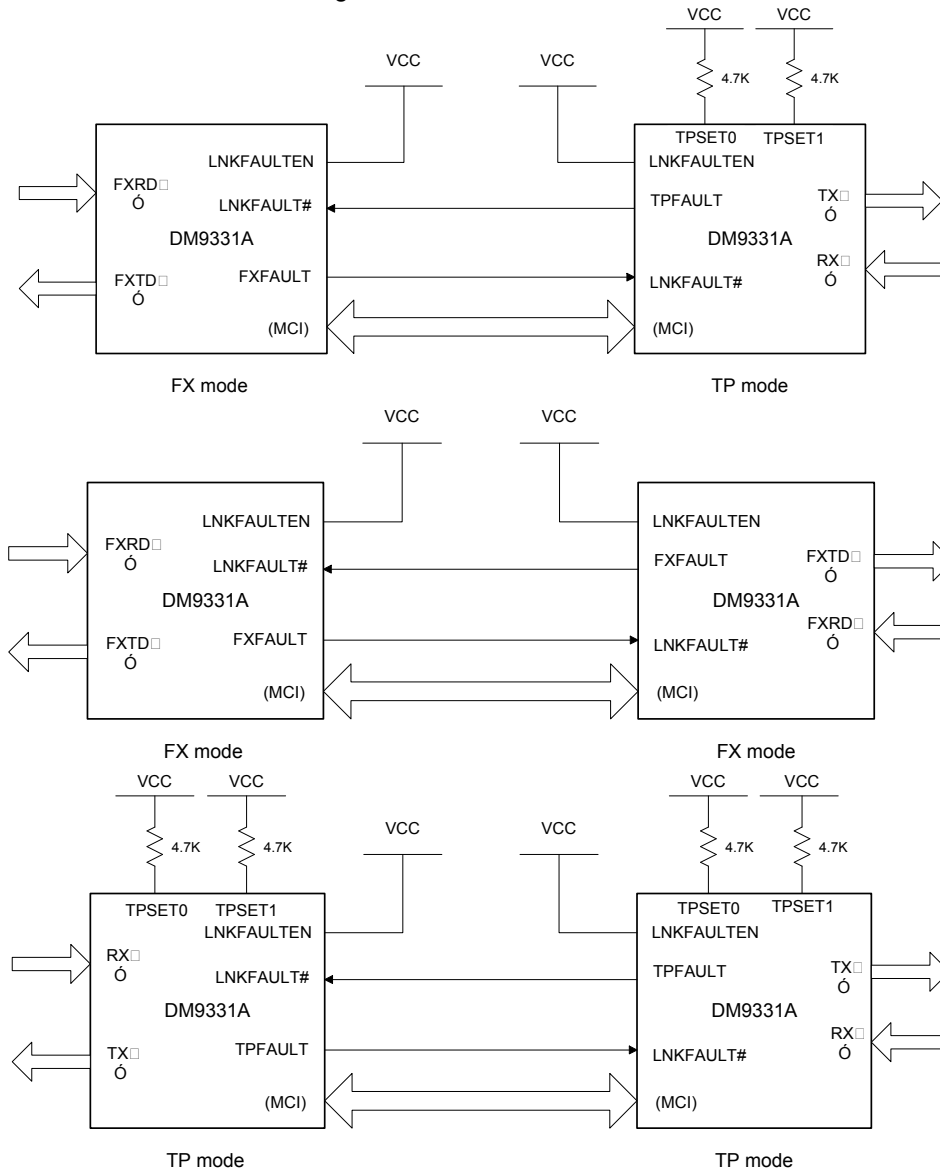 VCC VCC
VCC VCC
4.7K 4.7K
TPSET0 TPSET1
LNKFAULTEN LNKFAULTEN
FXRD□ LNKFAULT# TPFAULT TX□
Ó Ó
DM9331A DM9331A
FXTD□ FXFAULT LNKFAULT# RX□
Ó Ó
(MCI) (MCI)
FX mode TP mode
VCC VCC
LNKFAULTEN LNKFAULTEN
FXRD□ LNKFAULT# FXFAULT FXTD□
Ó Ó
DM9331A DM9331A
FXTD□ FXFAULT LNKFAULT# FXRD□
Ó Ó
(MCI) (MCI)
FX mode FX mode
VCC VCC VCC VCC
VCC VCC
4.7K 4.7K 4.7K 4.7K
TPSET0 TPSET1 TPSET0 TPSET1
LNKFAULTEN LNKFAULTEN
RX□ LNKFAULT# TPFAULT TX□
Ó Ó
DM9331A DM9331A
TX□ TPFAULT LNKFAULT# RX□
Ó Ó
(MCI) (MCI)
TP mode TP mode